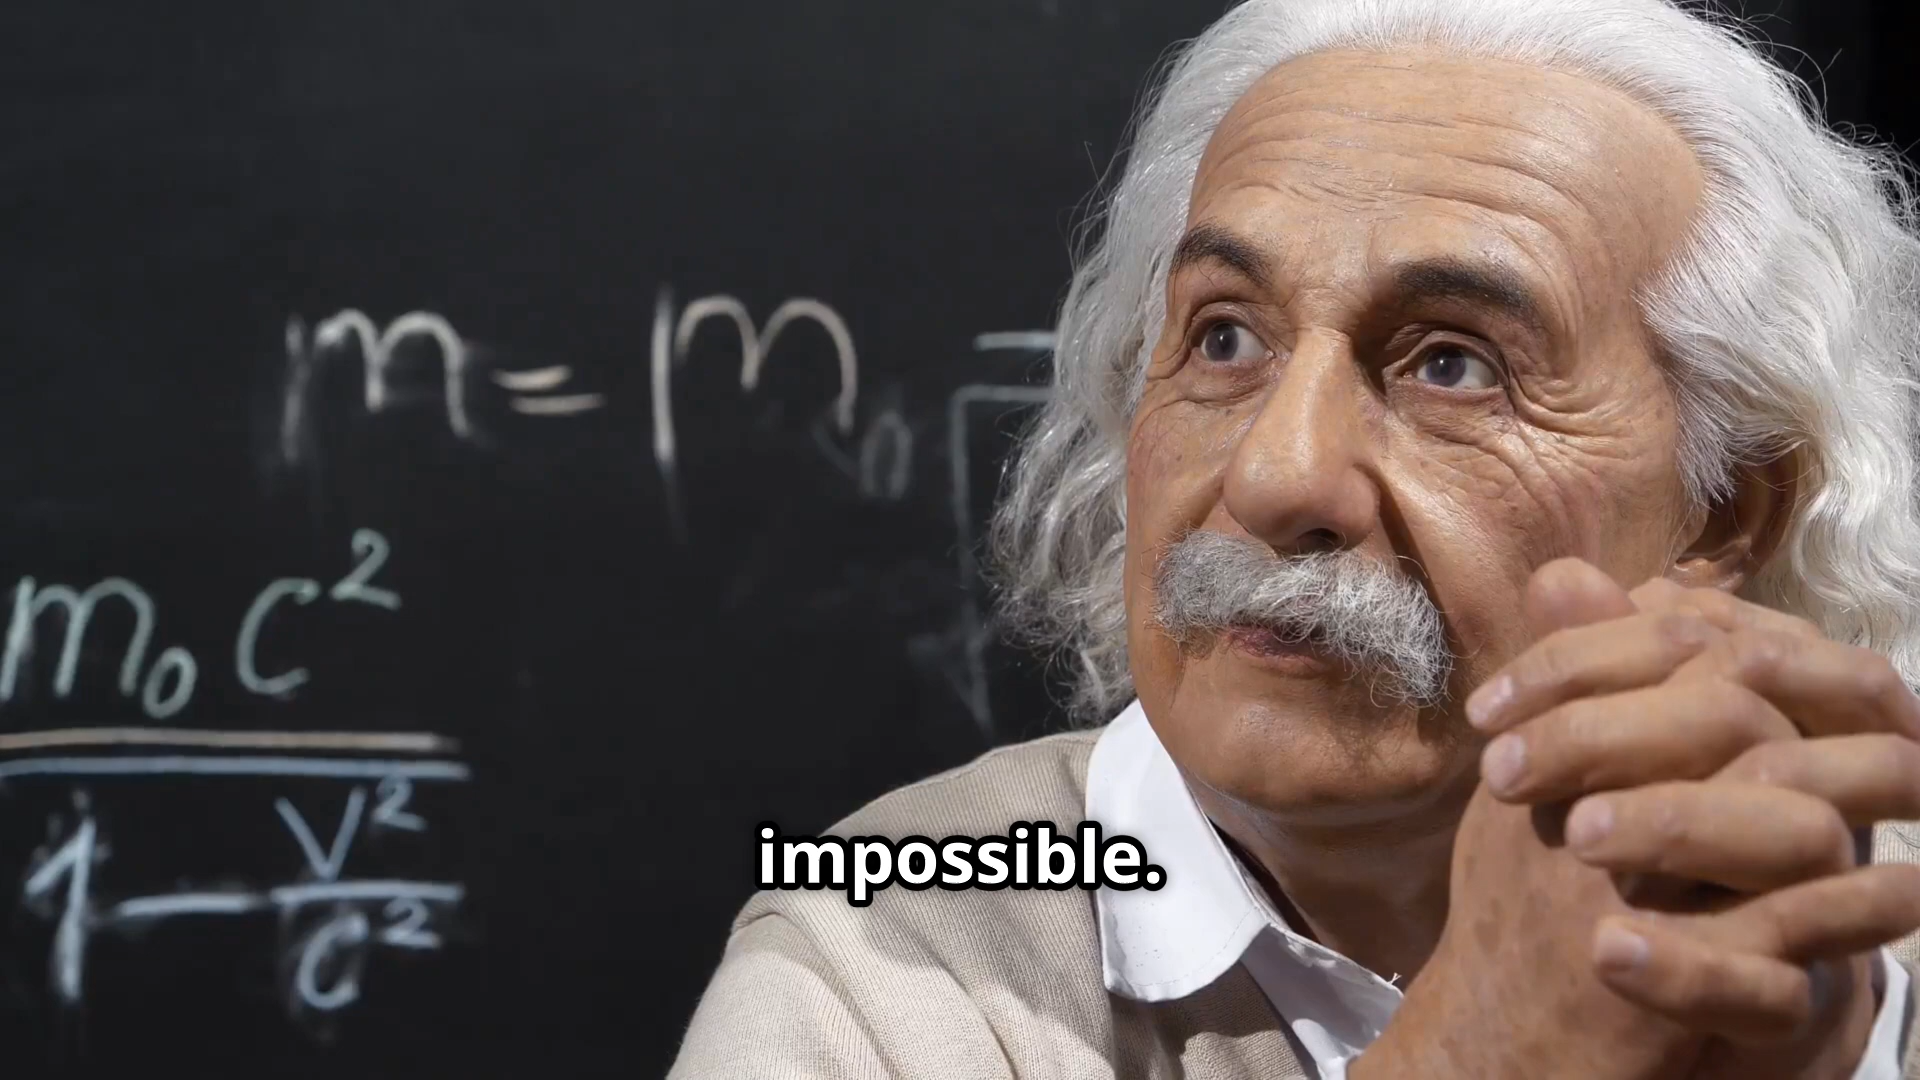 m = m₀
m₀c²
1 - v²
c²
impossible.